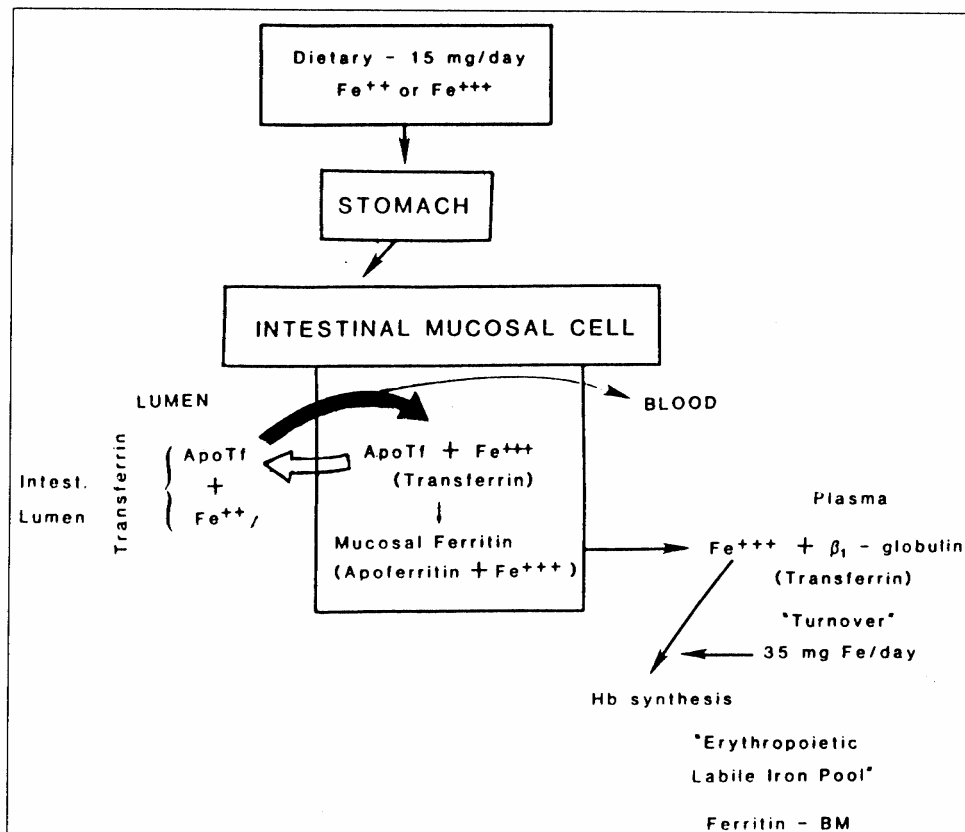 Dietary - 15 mg/day
Fe++ or Fe+++
STOMACH
INTESTINAL MUCOSAL CELL
LUMEN
BLOOD
Intest.
Lumen
Transferrin
ApoTf
+
Fe++/
ApoTf + Fe+++
(Transferrin)
Mucosal Ferritin
(Apoferritin + Fe+++)
Plasma
Fe+++ + β₁ - globulin
(Transferrin)
"Turnover"
35 mg Fe/day
Hb synthesis
"Erythropoietic
Labile Iron Pool"
Ferritin - BM